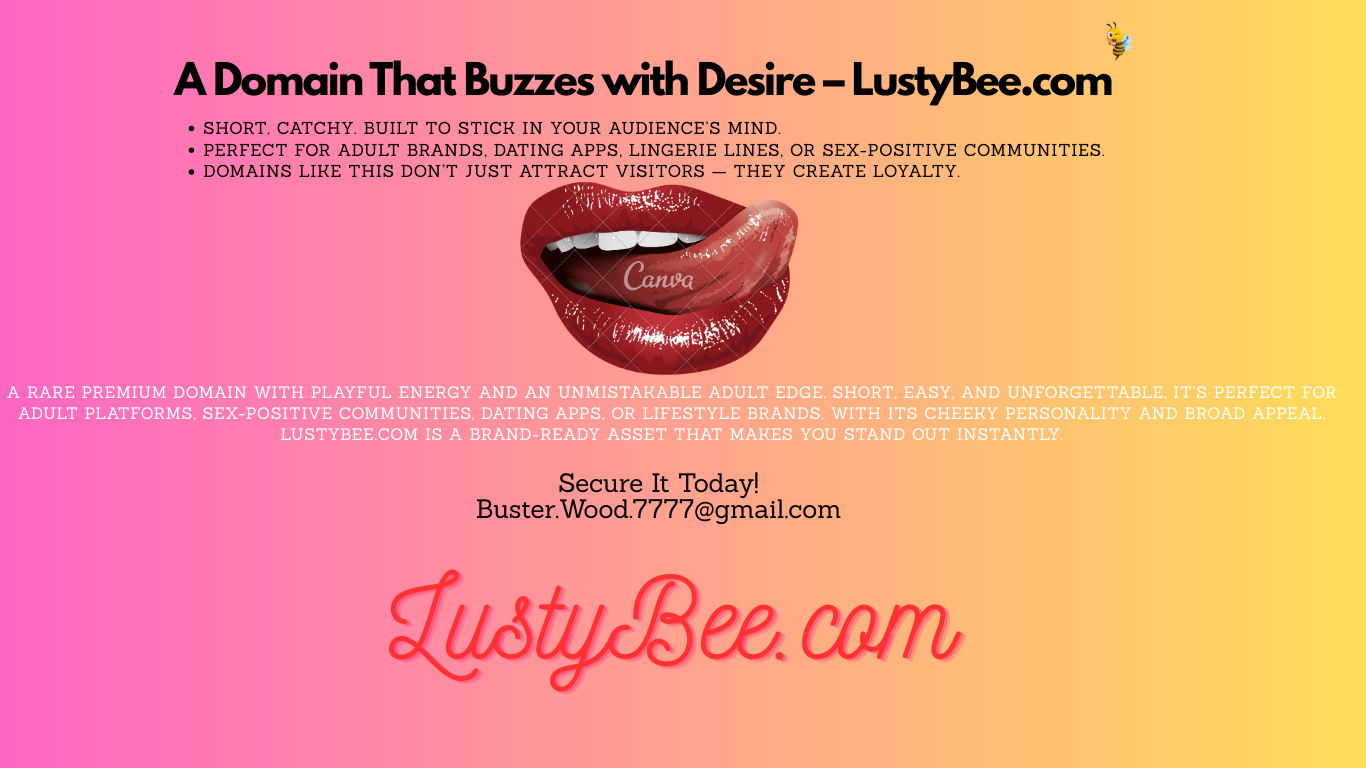 A Domain That Buzzes with Desire – LustyBee.com
• SHORT. CATCHY. BUILT TO STICK IN YOUR AUDIENCE'S MIND.
• PERFECT FOR ADULT BRANDS, DATING APPS, LINGERIE LINES, OR SEX-POSITIVE COMMUNITIES.
• DOMAINS LIKE THIS DON'T JUST ATTRACT VISITORS — THEY CREATE LOYALTY.
Canva
A RARE PREMIUM DOMAIN WITH PLAYFUL ENERGY AND AN UNMISTAKABLE ADULT EDGE. SHORT, EASY, AND UNFORGETTABLE, IT'S PERFECT FOR
ADULT PLATFORMS, SEX-POSITIVE COMMUNITIES, DATING APPS, OR LIFESTYLE BRANDS. WITH ITS CHEEKY PERSONALITY AND BROAD APPEAL,
LUSTYBEE.COM IS A BRAND-READY ASSET THAT MAKES YOU STAND OUT INSTANTLY.
Secure It Today!
Buster.Wood.7777@gmail.com
LustyBee.com